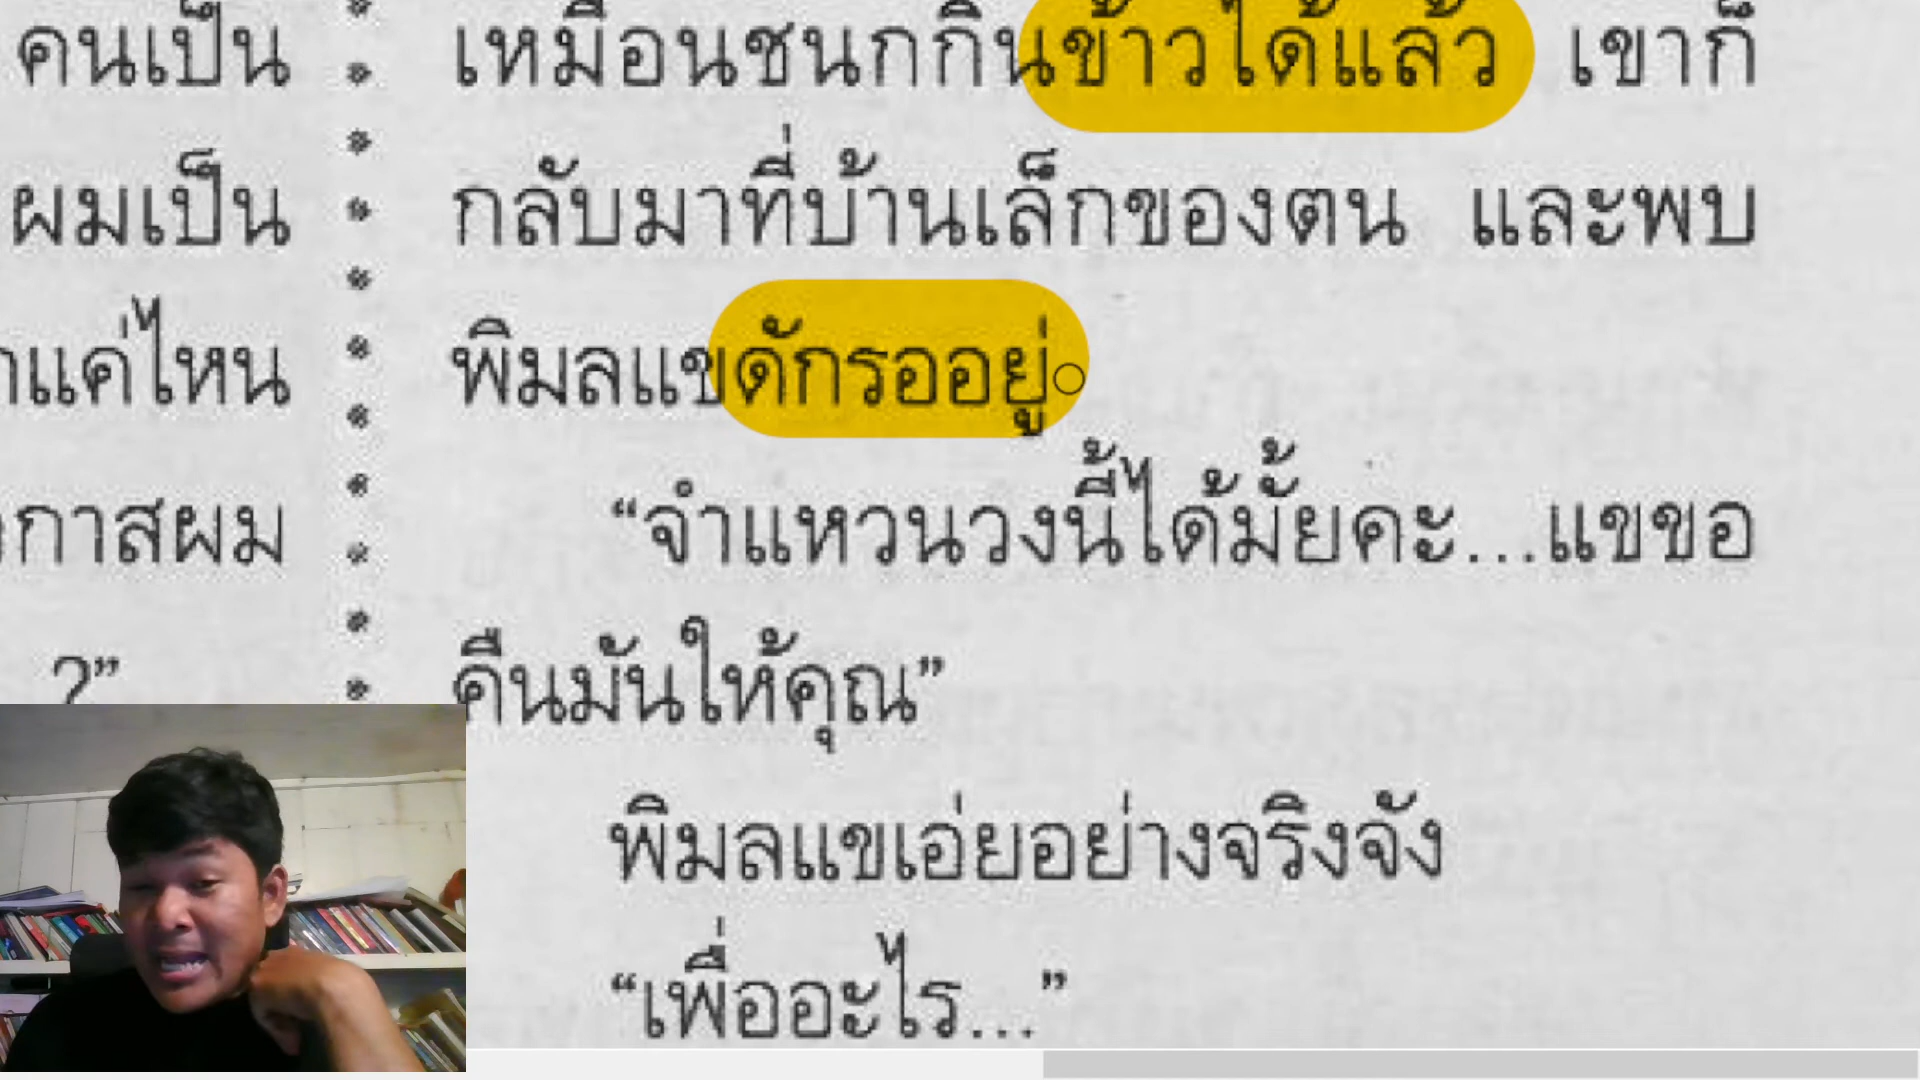 คนเป็น
ผมเป็น
แค่ไหน
กาสผม
?”
เหมือนชนกกินข้าวได้แล้ว เขาก็
กลับมาที่บ้านเล็กของตน และพบ
พิมลแขดักรออยู่
“จำแหวนวงนี้ได้มั้ยคะ...แขขอ
คืนมันให้คุณ”
พิมลแขเอ่ยอย่างจริงจัง
“เพื่ออะไร...”